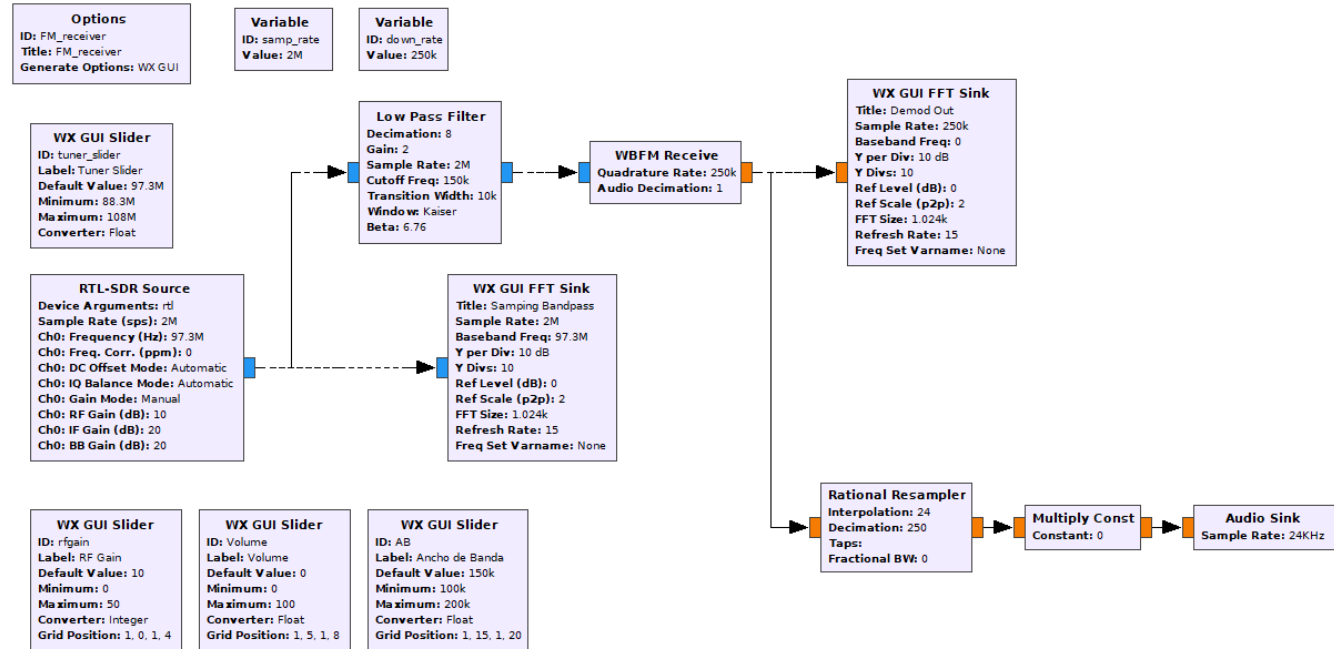 Options
ID: FM_receiver
Title: FM_receiver
Generate Options: WX GUI
Variable
ID: samp_rate
Value: 2M
Variable
ID: down_rate
Value: 250k
WX GUI Slider
ID: tuner_slider
Label: Tuner Slider
Default Value: 97.3M
Minimum: 88.3M
Maximum: 108M
Converter: Float
Low Pass Filter
Decimation: 8
Gain: 2
Sample Rate: 2M
Cutoff Freq: 150k
Transition Width: 10k
Window: Kaiser
Beta: 6.76
WBFM Receive
Quadrature Rate: 250k
Audio Decimation: 1
WX GUI FFT Sink
Title: Demod Out
Sample Rate: 250k
Baseband Freq: 0
Y per Div: 10 dB
Y Divs: 10
Ref Level (dB): 0
Ref Scale (p2p): 2
FFT Size: 1.024k
Refresh Rate: 15
Freq Set Varname: None
RTL-SDR Source
Device Arguments: rtl
Sample Rate (sps): 2M
Ch0: Frequency (Hz): 97.3M
Ch0: Freq. Corr. (ppm): 0
Ch0: DC Offset Mode: Automatic
Ch0: IQ Balance Mode: Automatic
Ch0: Gain Mode: Manual
Ch0: RF Gain (dB): 10
Ch0: IF Gain (dB): 20
Ch0: BB Gain (dB): 20
WX GUI FFT Sink
Title: Samping Bandpass
Sample Rate: 2M
Baseband Freq: 97.3M
Y per Div: 10 dB
Y Divs: 10
Ref Level (dB): 0
Ref Scale (p2p): 2
FFT Size: 1.024k
Refresh Rate: 15
Freq Set Varname: None
Rational Resampler
Interpolation: 24
Decimation: 250
Taps:
Fractional BW: 0
Multiply Const
Constant: 0
Audio Sink
Sample Rate: 24KHz
WX GUI Slider
ID: rfgain
Label: RF Gain
Default Value: 10
Minimum: 0
Maximum: 50
Converter: Integer
Grid Position: 1, 0, 1, 4
WX GUI Slider
ID: Volume
Label: Volume
Default Value: 0
Minimum: 0
Maximum: 100
Converter: Float
Grid Position: 1, 5, 1, 8
WX GUI Slider
ID: AB
Label: Ancho de Banda
Default Value: 150k
Minimum: 100k
Maximum: 200k
Converter: Float
Grid Position: 1, 15, 1, 20